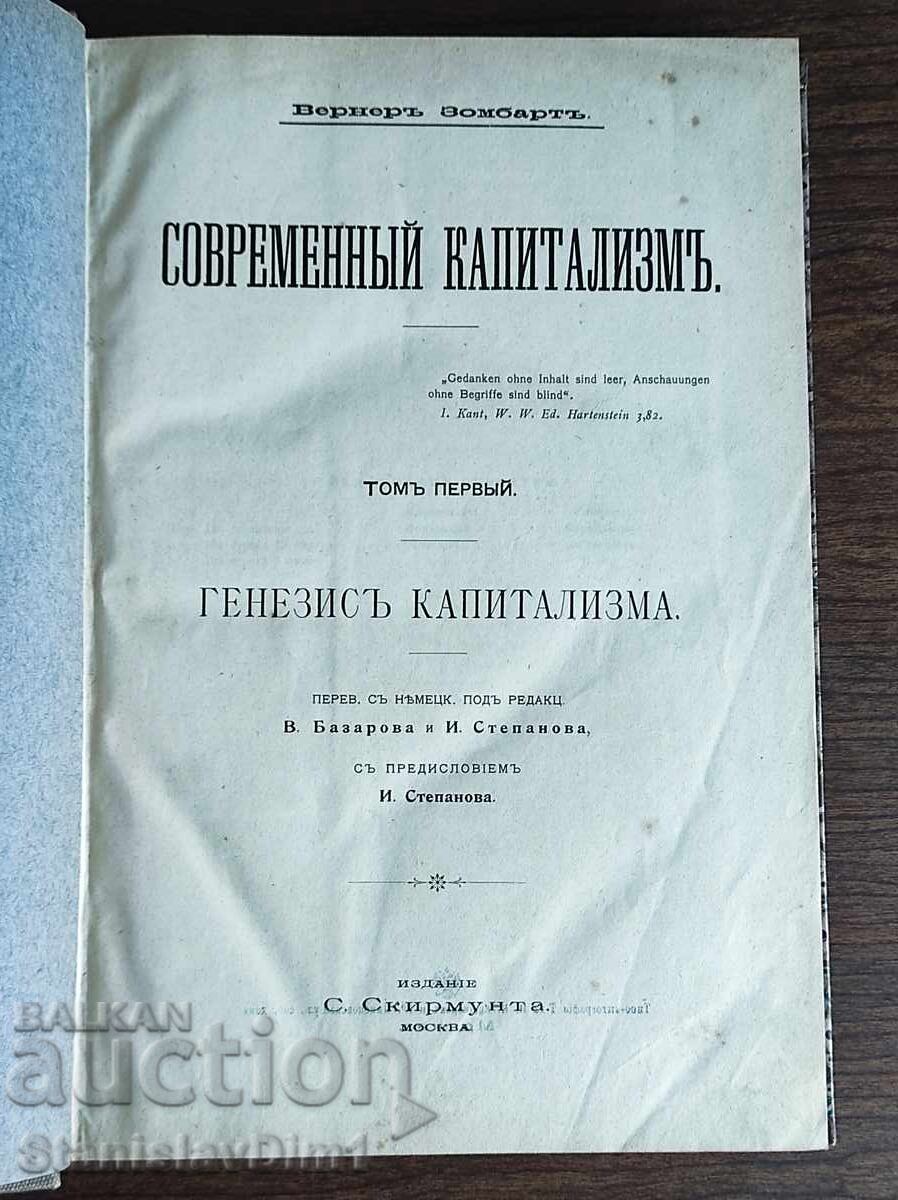 Вернеръ Зомбартъ.
СОВРЕМЕННЫЙ КАПИТАЛИЗМЪ.
„Gedanken ohne Inhalt sind leer, Anschauungen
ohne Begriffe sind blind“.
I. Kant, W. W. Ed. Hartenstein 3,82.
ТОМЪ ПЕРВЫЙ.
ГЕНЕЗИСЪ КАПИТАЛИЗМА.
ПЕРЕВ. СЪ НѢМЕЦК. ПОДЪ РЕДАКЦ.
В. Базарова и И. Степанова,
СЪ ПРЕДИСЛОВІЕМЪ
И. Степанова.
ИЗДАНІЕ
С. Скирмунта.
МОСКВА.
BALKAN
auction
StanislavDim1